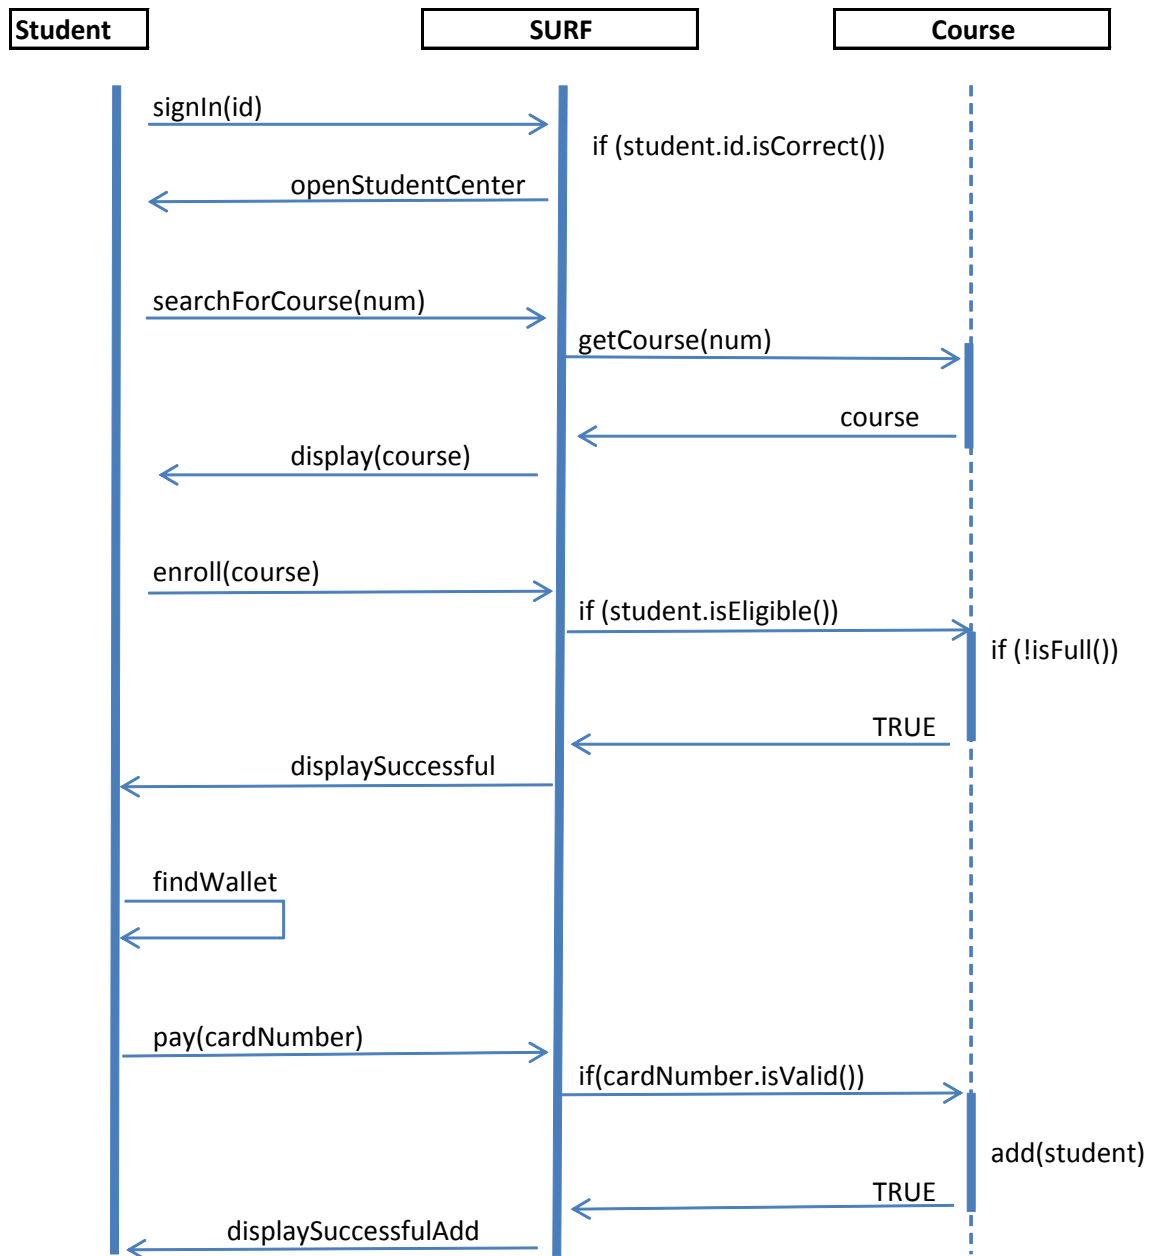 Student
SURF
Course
signIn(id)
if (student.id.isCorrect())
openStudentCenter
searchForCourse(num)
getCourse(num)
course
display(course)
enroll(course)
if (student.isEligible())
if (!isFull())
TRUE
displaySuccessful
findWallet
pay(cardNumber)
if(cardNumber.isValid())
add(student)
TRUE
displaySuccessfulAdd